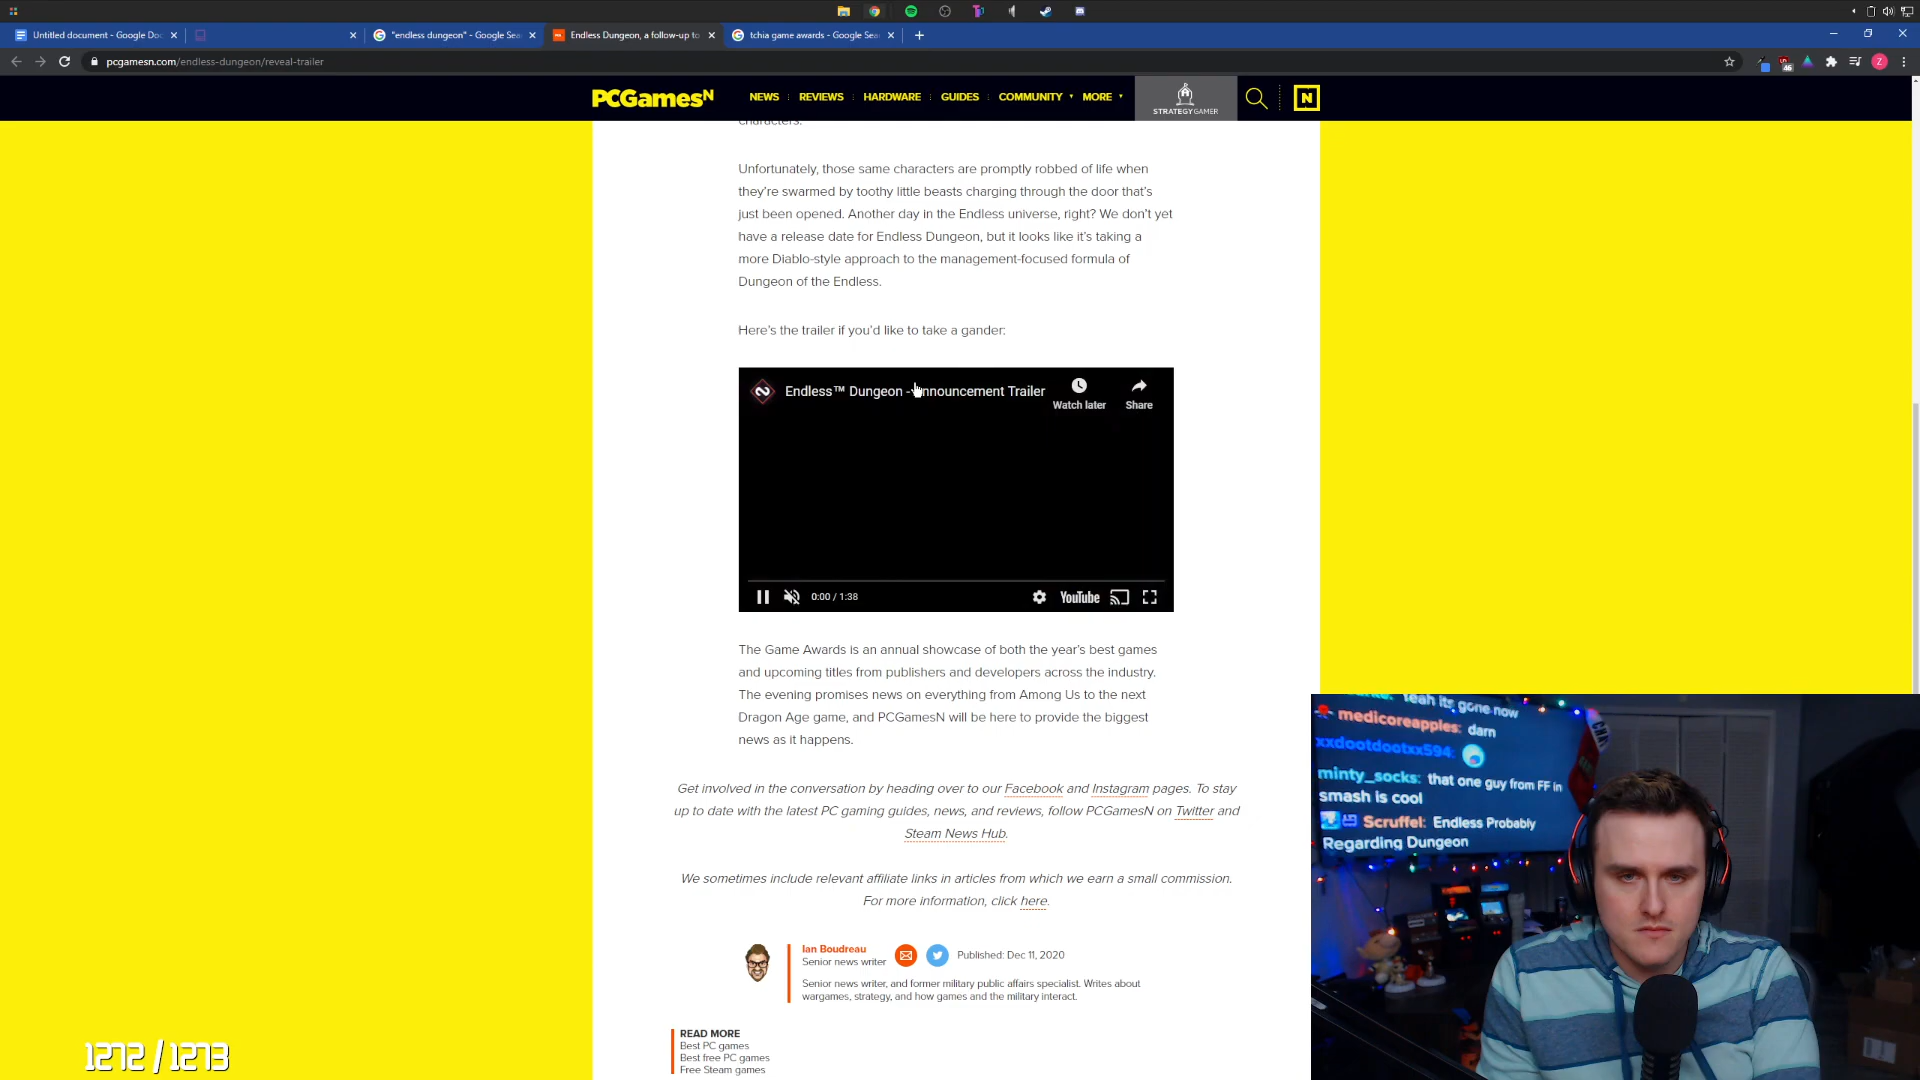 Untitled document - Google Doc
"endless dungeon" - Google Sea
Endless Dungeon, a follow-up to
tchia game awards - Google Sea
pcgamesn.com/endless-dungeon/reveal-trailer
46
Z
PCGamesN
NEWS
REVIEWS
HARDWARE
GUIDES
COMMUNITY
MORE
STRATEGYGAMER
N
characters.
Unfortunately, those same characters are promptly robbed of life when
they're swarmed by toothy little beasts charging through the door that's
just been opened. Another day in the Endless universe, right? We don't yet
have a release date for Endless Dungeon, but it looks like it's taking a
more Diablo-style approach to the management-focused formula of
Dungeon of the Endless.
Here's the trailer if you'd like to take a gander:
Endless™ Dungeon - Announcement Trailer
Watch later
Share
0:00 / 1:38
YouTube
The Game Awards is an annual showcase of both the year's best games
and upcoming titles from publishers and developers across the industry.
The evening promises news on everything from Among Us to the next
Dragon Age game, and PCGamesN will be here to provide the biggest
news as it happens.
Get involved in the conversation by heading over to our Facebook and Instagram pages. To stay
up to date with the latest PC gaming guides, news, and reviews, follow PCGamesN on Twitter and
Steam News Hub.
We sometimes include relevant affiliate links in articles from which we earn a small commission.
For more information, click here.
Ian Boudreau
Senior news writer
Published: Dec 11, 2020
Senior news writer, and former military public affairs specialist. Writes about
wargames, strategy, and how games and the military interact.
READ MORE
Best PC games
Best free PC games
Free Steam games
1272 / 1273
Yeah its gone now
medicoreapples: darn
xxdootdootxx594:
minty_socks: that one guy from FF in
smash is cool
Scruffel: Endless Probably
Regarding Dungeon